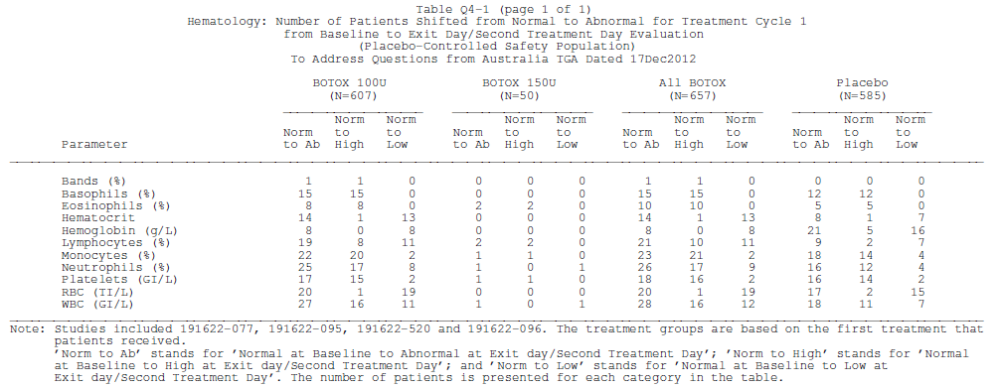 Table Q4-1 (page 1 of 1)
Hematology: Number of Patients Shifted from Normal to Abnormal for Treatment Cycle 1
from Baseline to Exit Day/Second Treatment Day Evaluation
(Placebo-Controlled Safety Population)
To Address Questions from Australia TGA Dated 17Dec2012
BOTOX 100U BOTOX 150U All BOTOX Placebo
(N=607) (N=50) (N=657) (N=585)
Norm Norm Norm Norm Norm Norm Norm Norm
Norm to to Norm to to Norm to to Norm to to
Parameter to Ab High Low to Ab High Low to Ab High Low to Ab High Low
Bands (%) 1 1 0 0 0 0 1 1 0 0 0 0
Basophils (%) 15 15 0 0 0 0 15 15 0 12 12 0
Eosinophils (%) 8 8 0 2 2 0 10 10 0 5 5 0
Hematocrit 14 1 13 0 0 0 14 1 13 8 1 7
Hemoglobin (g/L) 8 0 8 0 0 0 8 0 8 21 5 16
Lymphocytes (%) 19 8 11 2 2 0 21 10 11 9 2 7
Monocytes (%) 22 20 2 1 1 0 23 21 2 18 14 4
Neutrophils (%) 25 17 8 1 0 1 26 17 9 16 12 4
Platelets (GI/L) 17 15 2 1 1 0 18 16 2 16 14 2
RBC (TI/L) 20 1 19 0 0 0 20 1 19 17 2 15
WBC (GI/L) 27 16 11 1 0 1 28 16 12 18 11 7
Note: Studies included 191622-077, 191622-095, 191622-520 and 191622-096. The treatment groups are based on the first treatment that
patients received.
'Norm to Ab' stands for 'Normal at Baseline to Abnormal at Exit day/Second Treatment Day'; 'Norm to High' stands for 'Normal
at Baseline to High at Exit day/Second Treatment Day'; and 'Norm to Low' stands for 'Normal at Baseline to Low at
Exit day/Second Treatment Day'. The number of patients is presented for each category in the table.